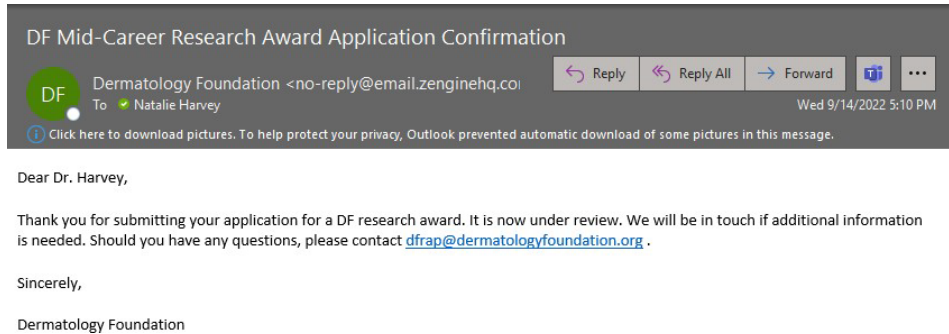 DF Mid-Career Research Award Application Confirmation
DF
Dermatology Foundation <no-reply@email.zenginehq.co
Reply
Reply All
Forward
To Natalie Harvey
Wed 9/14/2022 5:10 PM
Click here to download pictures. To help protect your privacy, Outlook prevented automatic download of some pictures in this message.
Dear Dr. Harvey,
Thank you for submitting your application for a DF research award. It is now under review. We will be in touch if additional information
is needed. Should you have any questions, please contact dfrap@dermatologyfoundation.org .
Sincerely,
Dermatology Foundation